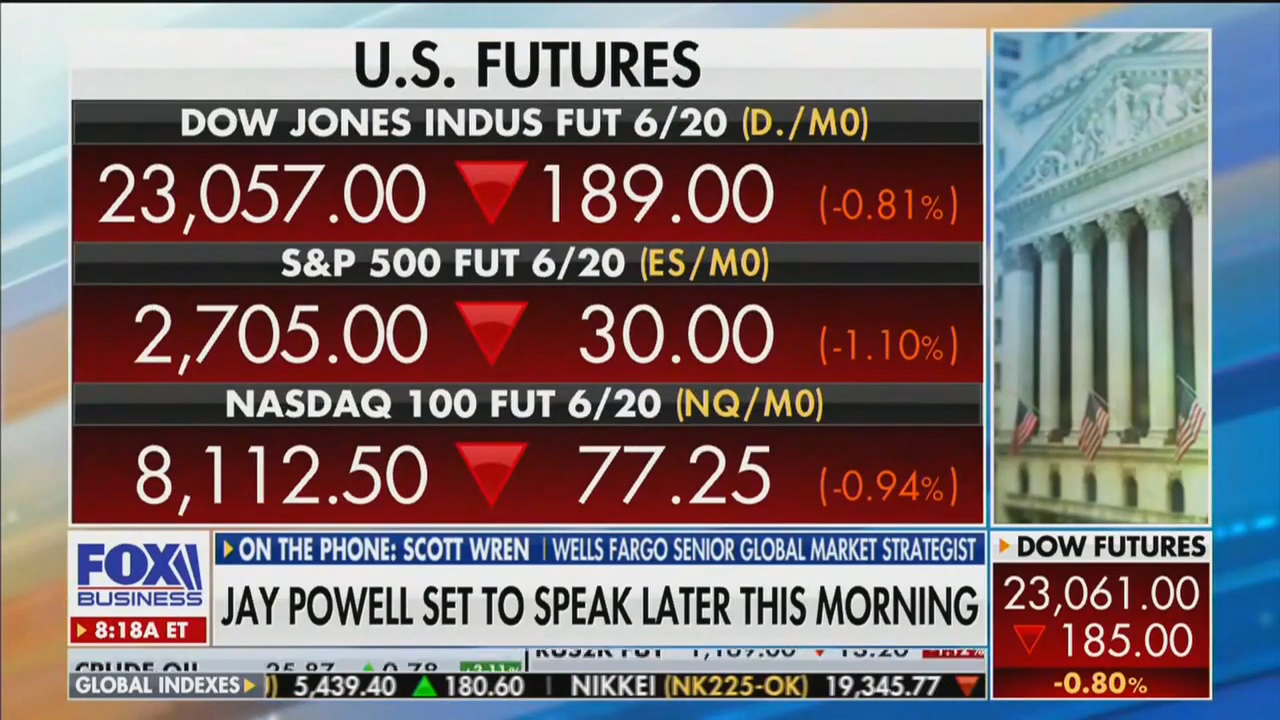 U.S. FUTURES
DOW JONES INDUS FUT 6/20 (D./M0)
23,057.00 189.00 (-0.81%)
S&P 500 FUT 6/20 (ES/M0)
2,705.00 30.00 (-1.10%)
NASDAQ 100 FUT 6/20 (NQ/M0)
8,112.50 77.25 (-0.94%)
FOX
BUSINESS
8:18A ET
ON THE PHONE: SCOTT WREN | WELLS FARGO SENIOR GLOBAL MARKET STRATEGIST
JAY POWELL SET TO SPEAK LATER THIS MORNING
DOW FUTURES
23,061.00
185.00
-0.80%
CRUDE OIL
GLOBAL INDEXES ) 5,439.40 180.60 | NIKKEI (NK225-OK) 19,345.77